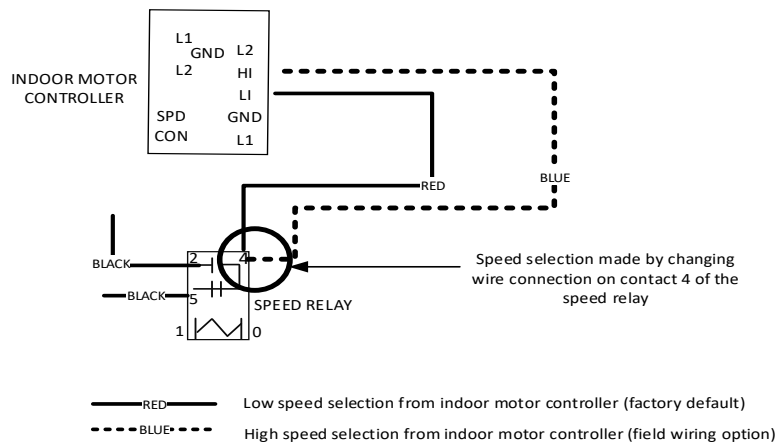 L1
GND
L2
L2
HI
INDOOR MOTOR
CONTROLLER
LI
SPD
GND
CON
L1
RED
BLUE
BLACK
2
4
Speed selection made by changing
wire connection on contact 4 of the
speed relay
BLACK
5
SPEED RELAY
1
0
RED
Low speed selection from indoor motor controller (factory default)
BLUE
High speed selection from indoor motor controller (field wiring option)